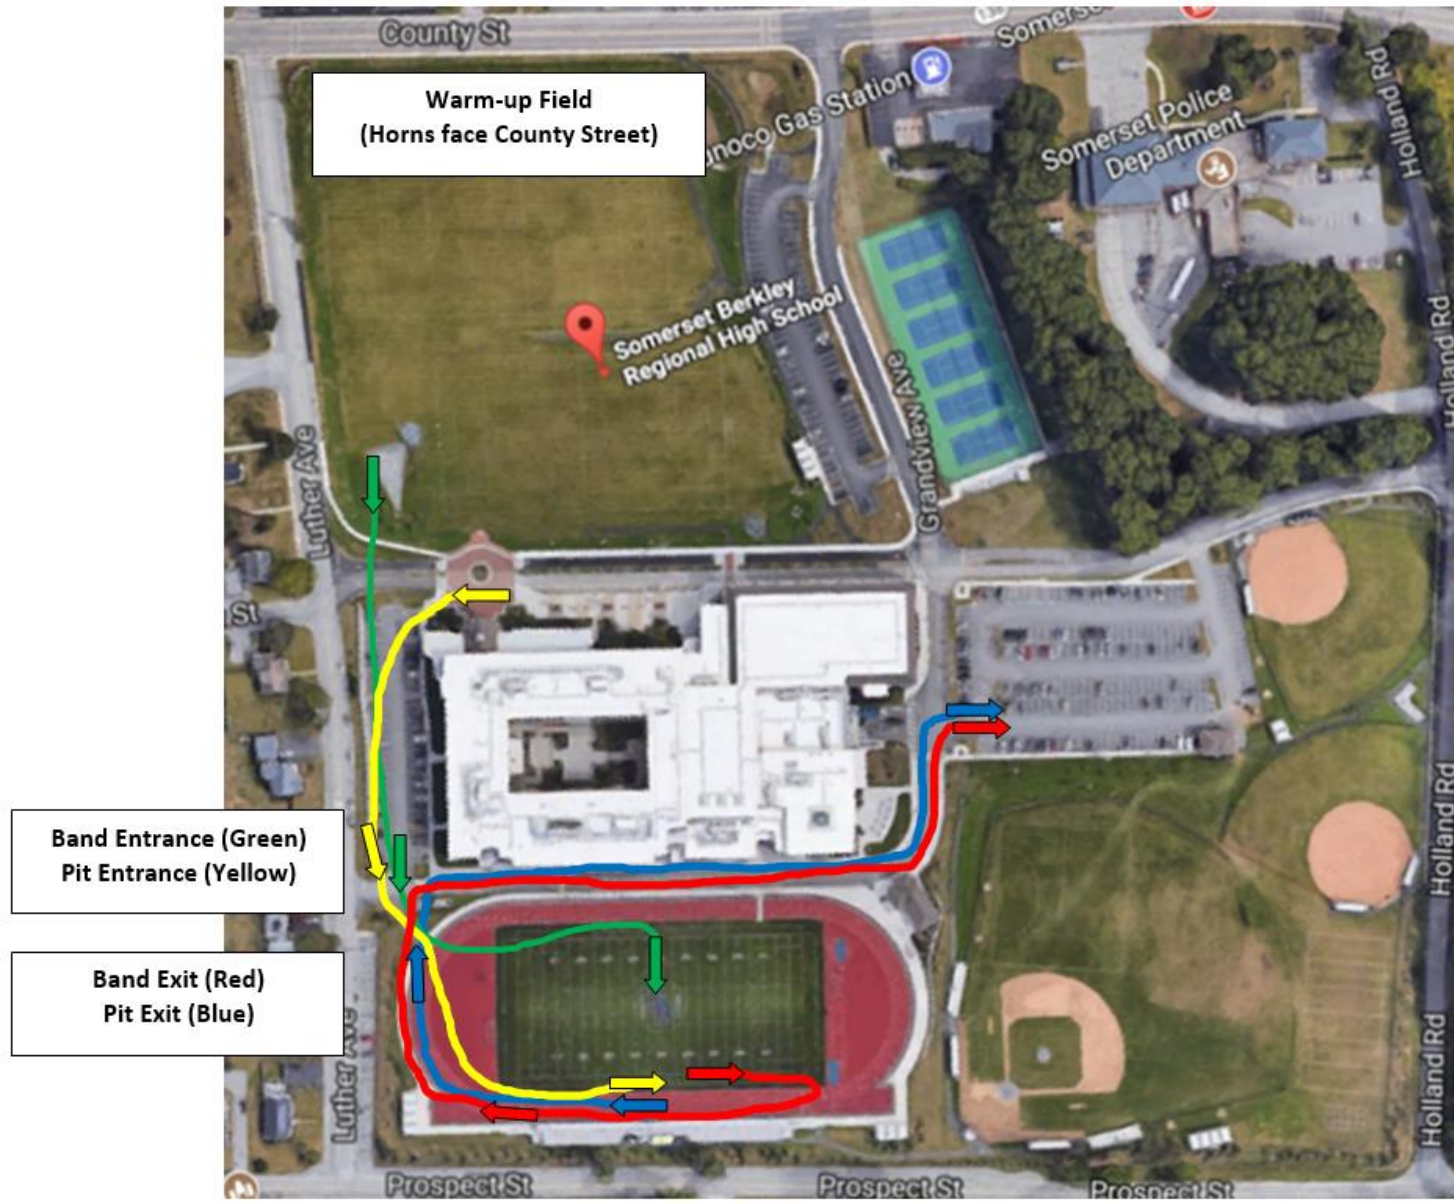 County St
Somerset
Warm-up Field
(Horns face County Street)
unoco Gas Station
Somerset Police
Department
Holland Rd
Somerset Berkley
Regional High School
Holland Rd
Grandview Ave
Luther Ave
St
Band Entrance (Green)
Pit Entrance (Yellow)
Holland Rd
Band Exit (Red)
Pit Exit (Blue)
Luther Ave
Holland Rd
Prospect St
Prospect St
Prospect St